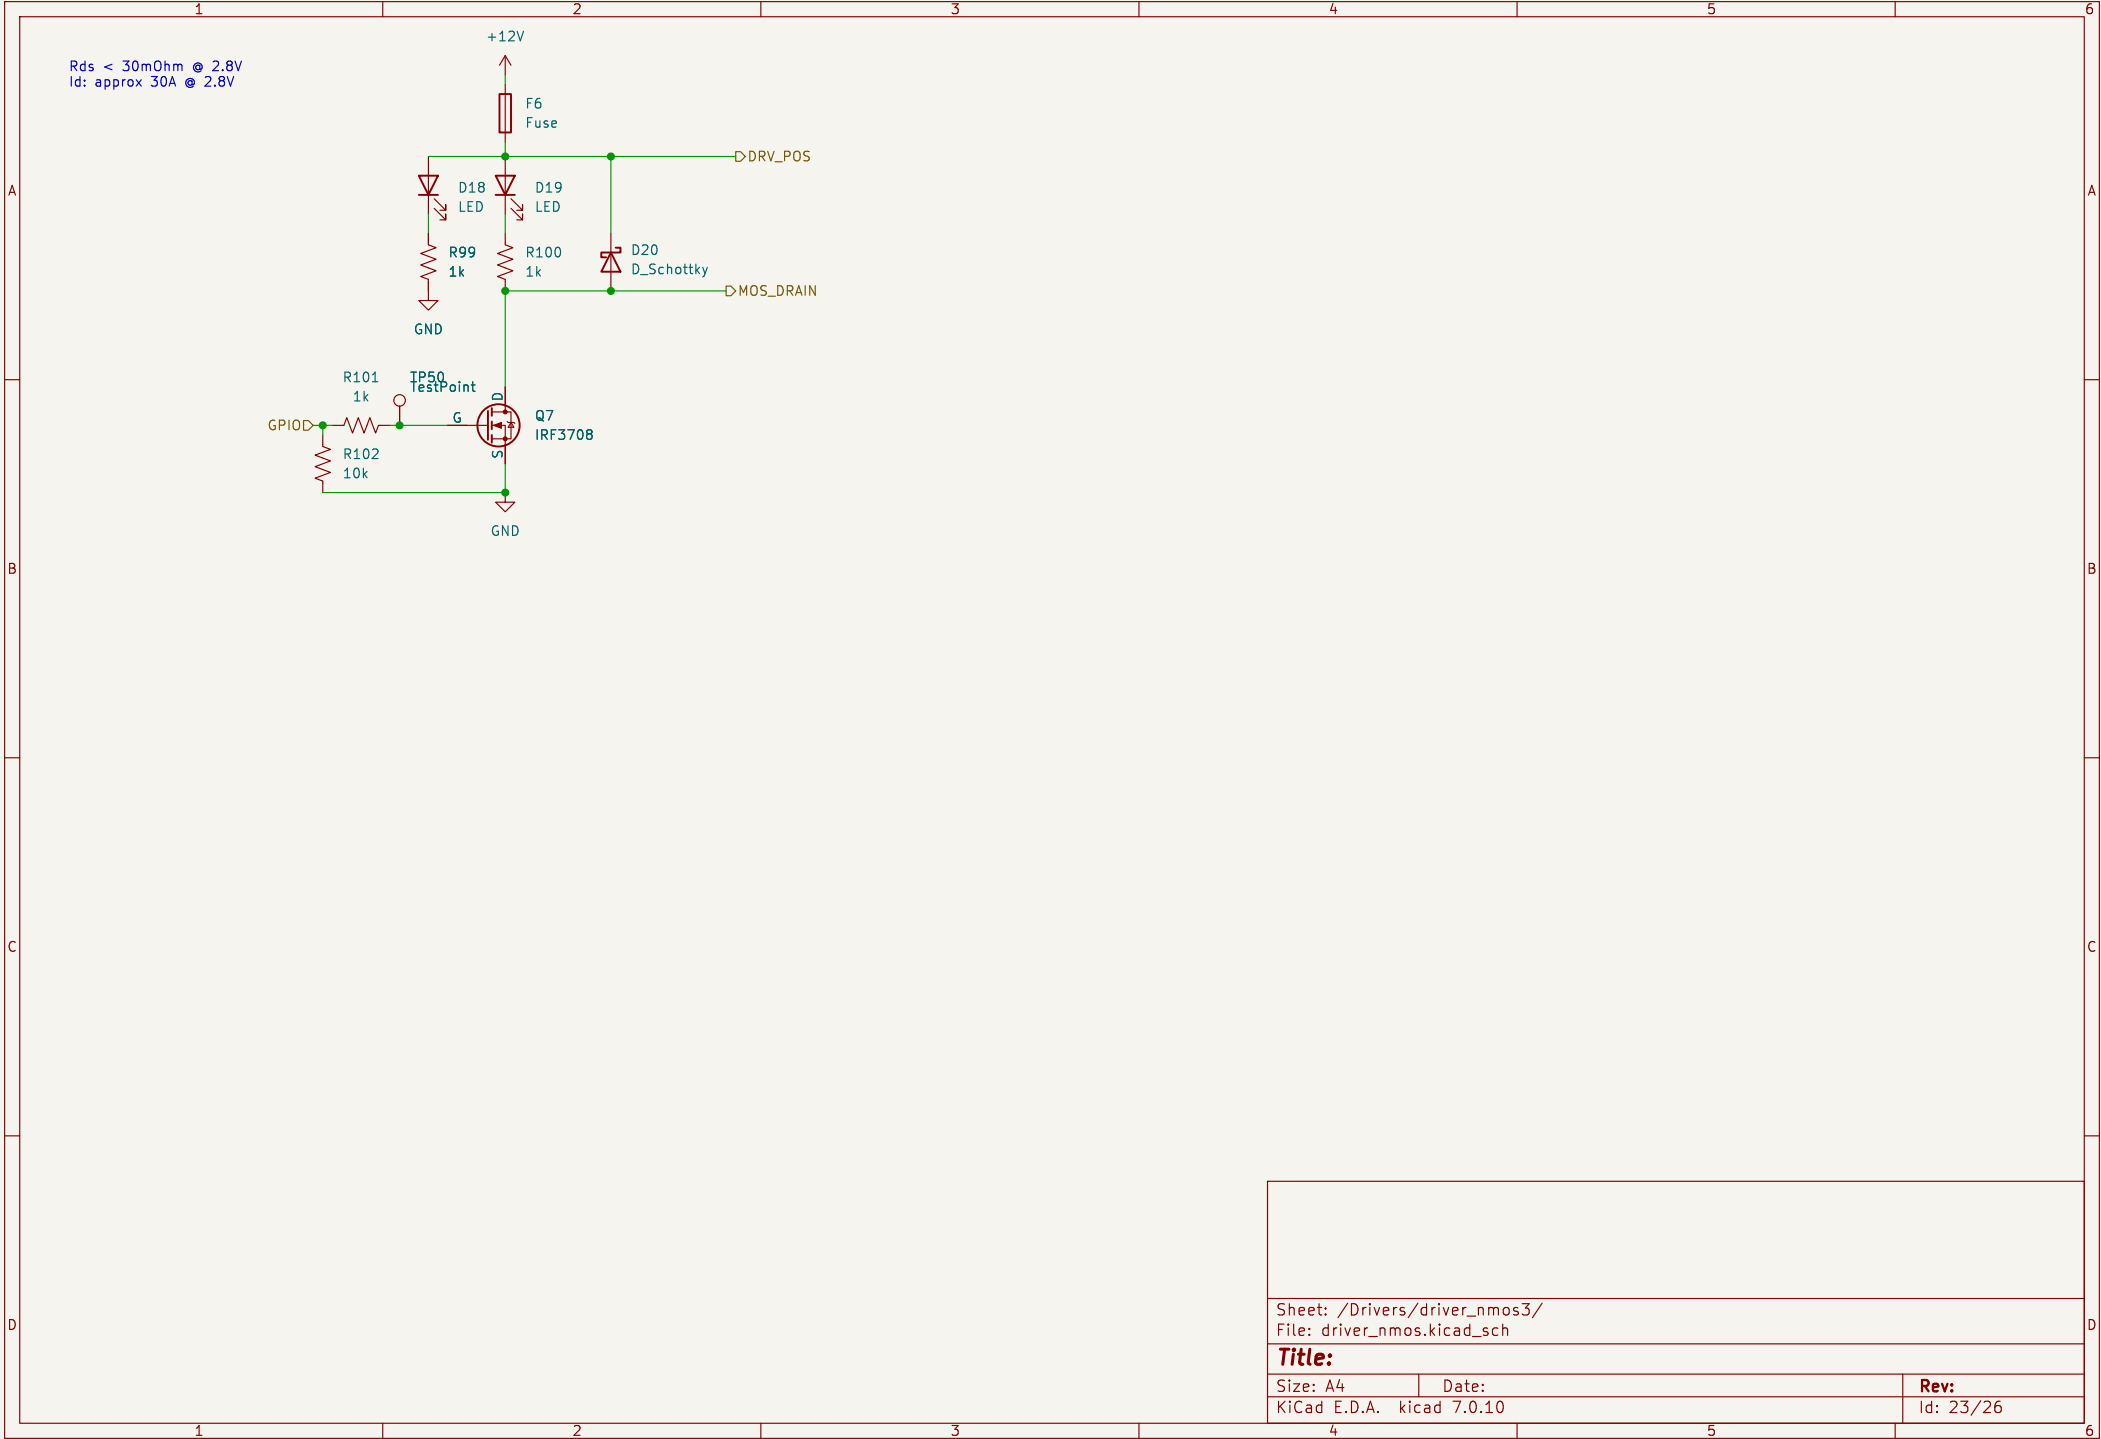 1 2 3 4 5 6
+12V
Rds < 30mOhm @ 2.8V
Id: approx 30A @ 2.8V
F6
Fuse
DRV_POS
A A
D18
LED
D19
LED
R99
1k
R100
1k
D20
D_Schottky
MOS_DRAIN
GND
R101
1k
TP50
TestPoint
D
G
S
GPIO
Q7
IRF3708
R102
10k
GND
B B
C C
D D
Sheet: /Drivers/driver_nmos3/
File: driver_nmos.kicad_sch
Title:
Size: A4 Date: Rev:
KiCad E.D.A. kicad 7.0.10 Id: 23/26
1 2 3 4 5 6